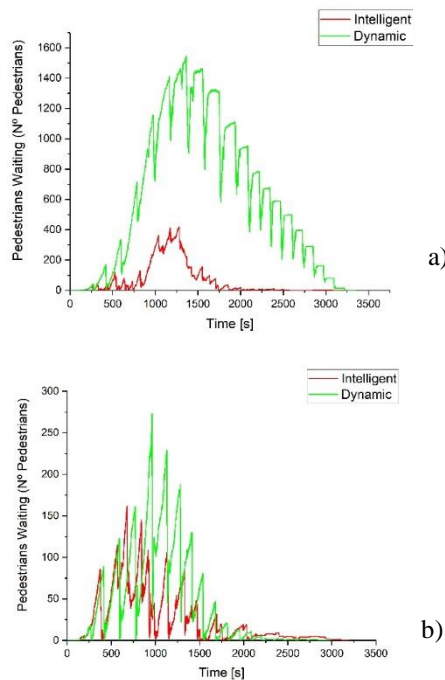 Intelligent
Dynamic
Pedestrians Waiting (Nº Pedestrians)
1600
1400
1200
1000
800
600
400
200
0
0 500 1000 1500 2000 2500 3000 3500
Time [s]
a)
Intelligent
Dynamic
Pedestrians Waiting (Nº Pedestrians)
300
250
200
150
100
50
0
0 500 1000 1500 2000 2500 3000 3500
Time [s]
b)